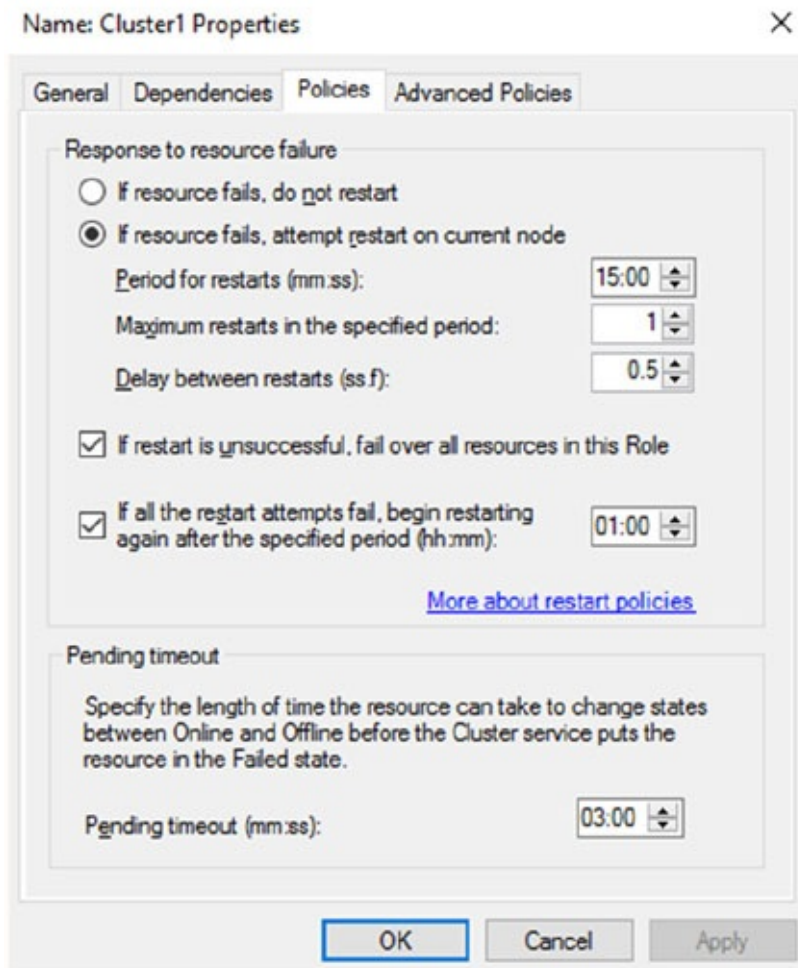 Name: Cluster1 Properties
General Dependencies Policies Advanced Policies
Response to resource failure
If resource fails, do not restart
If resource fails, attempt restart on current node
Period for restarts (mm:ss): 15:00
Maximum restarts in the specified period: 1
Delay between restarts (ss.f): 0.5
If restart is unsuccessful, fail over all resources in this Role
If all the restart attempts fail, begin restarting
again after the specified period (hh:mm): 01:00
More about restart policies
Pending timeout
Specify the length of time the resource can take to change states
between Online and Offline before the Cluster service puts the
resource in the Failed state.
Pending timeout (mm:ss): 03:00
OK Cancel Apply